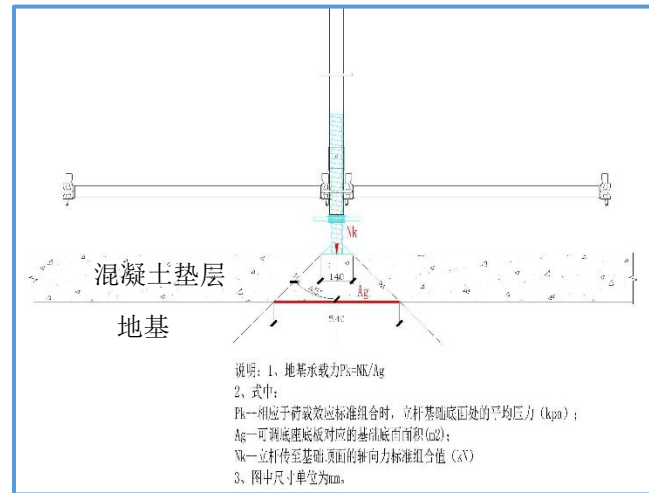 Nk
混凝土垫层
140
Ag
地基
540
说明：1、地基承载力Pk=NK/Ag
2、式中：
Pk—相应于荷载效应标准组合时，立杆基础底面处的平均压力（kpa）；
Ag—可调底座底板对应的基础底面面积(m2)；
Nk—立杆传至基础顶面的轴向力标准组合值（kN）
3、图中尺寸单位为mm。